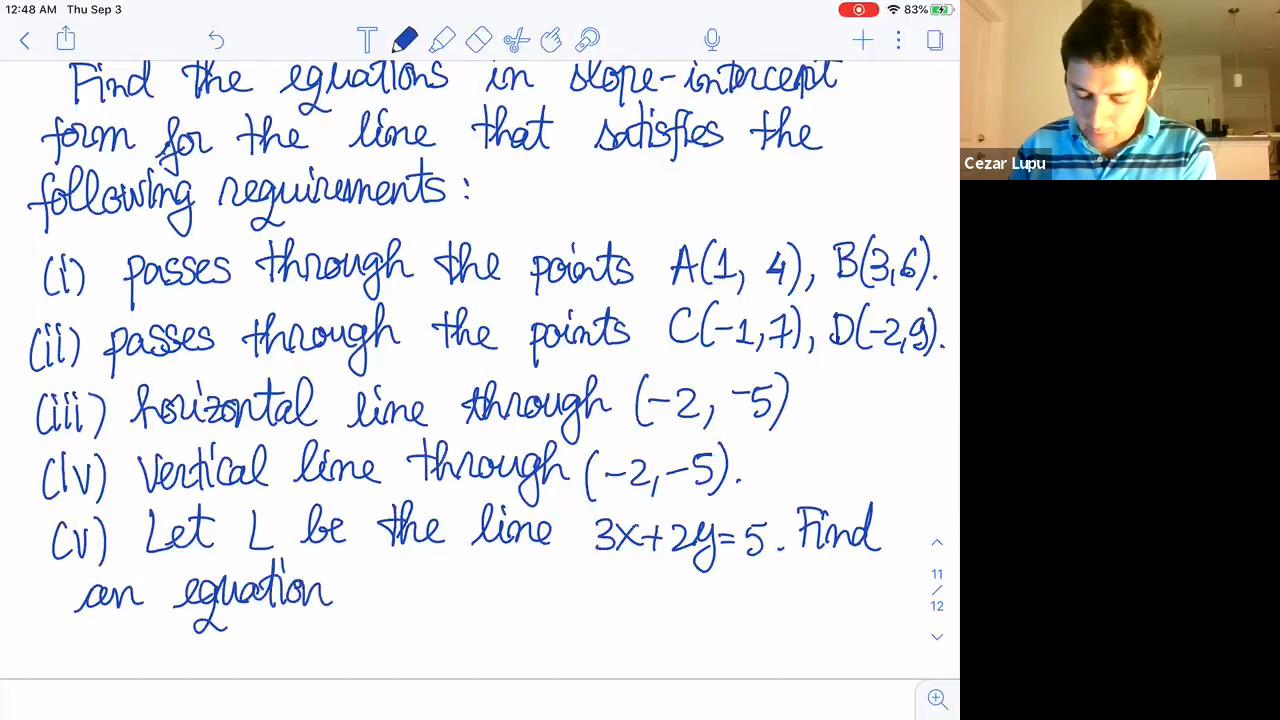 12:48 AM Thu Sep 3
83%
Find the equations in slope-intercept
form for the line that satisfies the
following requirements:
(i) passes through the points A(1, 4), B(3,6).
(ii) passes through the points C(-1,7), D(-2,9).
(iii) horizontal line through (-2, -5)
(iv) vertical line through (-2,-5).
(v) Let L be the line 3x+2y=5. Find
an equation
11
/
12
Cezar Lupu